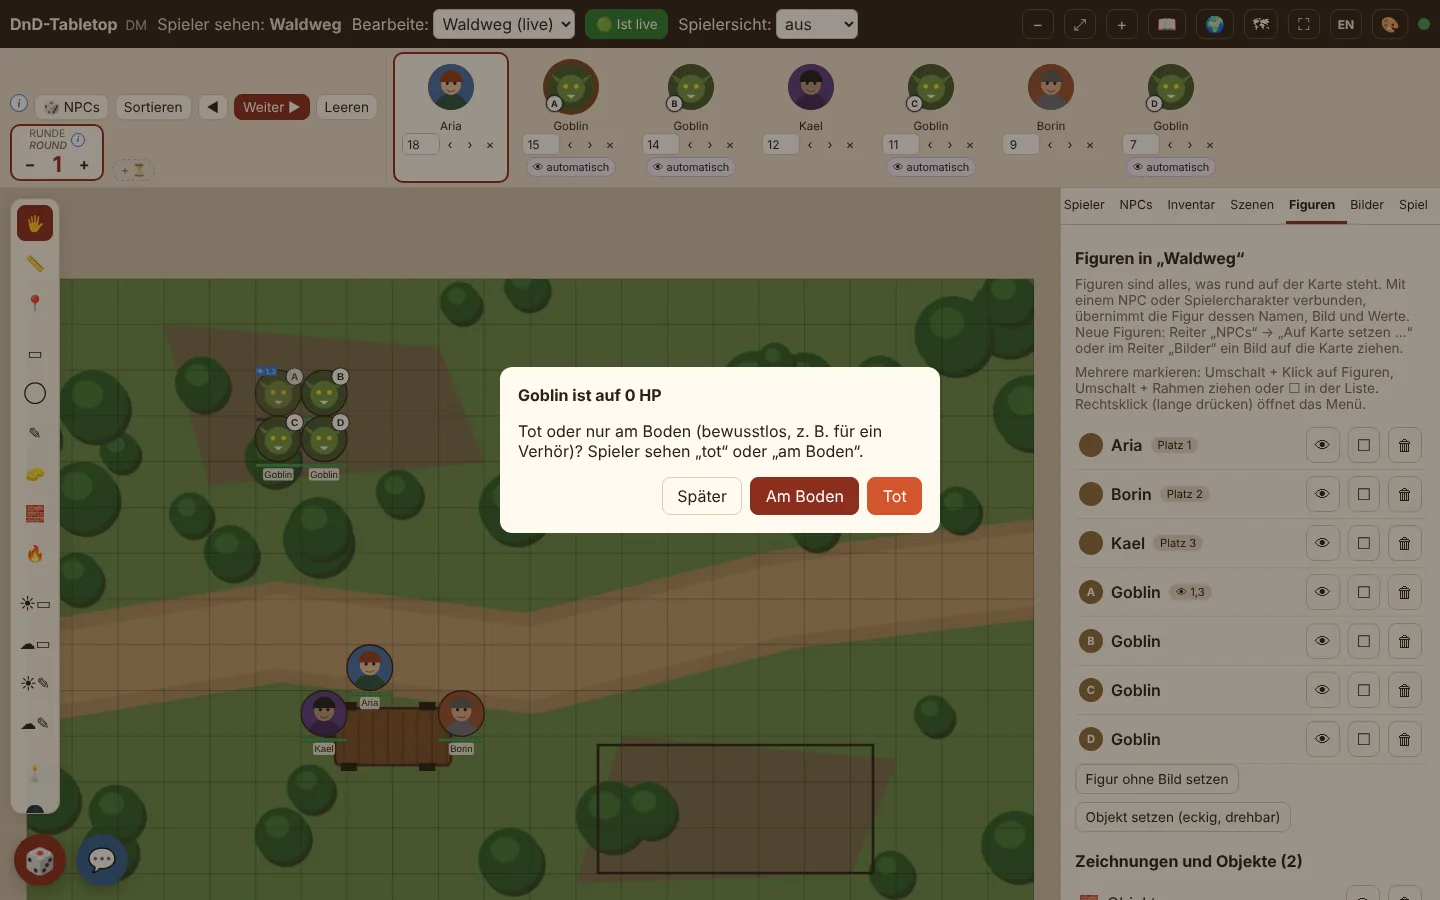 DnD-Tabletop DM Spieler sehen: Waldweg Bearbeite: Waldweg (live) Ist live Spielersicht: aus
EN
i NPCs Sortieren ◀ Weiter ▶ Leeren
RUNDE
ROUND i
− 1 +
+
Aria
18 ‹ › ×
A
Goblin
15 ‹ › ×
automatisch
B
Goblin
14 ‹ › ×
automatisch
Kael
12 ‹ › ×
C
Goblin
11 ‹ › ×
automatisch
Borin
9 ‹ › ×
D
Goblin
7 ‹ › ×
automatisch
Spieler NPCs Inventar Szenen Figuren Bilder Spiel
Figuren in „Waldweg“
Figuren sind alles, was rund auf der Karte steht. Mit
einem NPC oder Spielercharakter verbunden,
übernimmt die Figur dessen Namen, Bild und Werte.
Neue Figuren: Reiter „NPCs“ → „Auf Karte setzen …“
oder im Reiter „Bilder“ ein Bild auf die Karte ziehen.
Mehrere markieren: Umschalt + Klick auf Figuren,
Umschalt + Rahmen ziehen oder ☐ in der Liste.
Rechtsklick (lange drücken) öffnet das Menü.
Aria Platz 1
Borin Platz 2
Kael Platz 3
A Goblin 1,3
B Goblin
C Goblin
D Goblin
Figur ohne Bild setzen
Objekt setzen (eckig, drehbar)
Zeichnungen und Objekte (2)
1,3
A B
C D
Goblin Goblin
Goblin ist auf 0 HP
Tot oder nur am Boden (bewusstlos, z. B. für ein
Verhör)? Spieler sehen „tot“ oder „am Boden“.
Später Am Boden Tot
Aria
Kael Borin